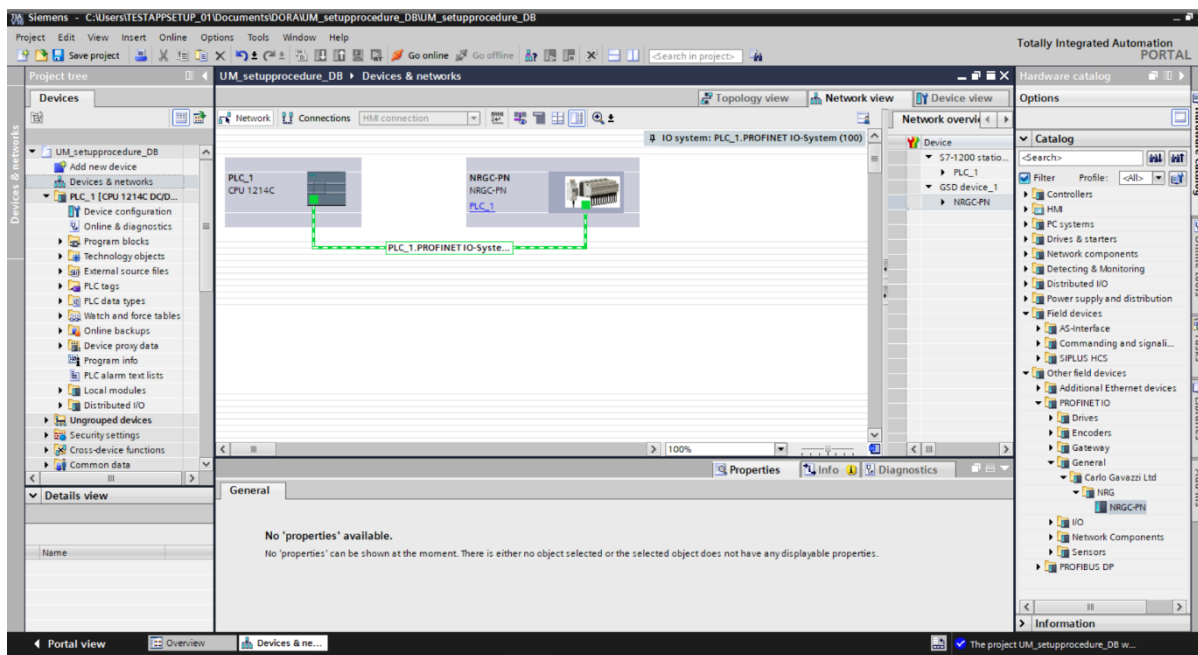 Siemens - C:\Users\TESTAPPSETUP_01\Documents\DORA\UM_setupprocedure_DB\UM_setupprocedure_DB
Project Edit View Insert Online Options Tools Window Help
Totally Integrated Automation
PORTAL
Save project
Go online
Go offline
<Search in project>
Project tree
UM_setupprocedure_DB ▸ Devices & networks
Hardware catalog
Devices
Topology view
Network view
Device view
Options
Network
Connections
HMI connection
Network overvie
IO system: PLC_1.PROFINET IO-System (100)
Devices & networks
UM_setupprocedure_DB
Add new device
Devices & networks
PLC_1 [CPU 1214C DC/D...
Device configuration
Online & diagnostics
Program blocks
Technology objects
External source files
PLC tags
PLC data types
Watch and force tables
Online backups
Device proxy data
Program info
PLC alarm text lists
Local modules
Distributed I/O
Ungrouped devices
Security settings
Cross-device functions
Common data
Details view
Name
PLC_1
CPU 1214C
NRGC-PN
NRGC-PN
PLC_1
PLC_1.PROFINET IO-Syste...
100%
Device
S7-1200 statio...
PLC_1
GSD device_1
NRGC-PN
Properties
Info
Diagnostics
General
No 'properties' available.
No 'properties' can be shown at the moment. There is either no object selected or the selected object does not have any displayable properties.
Catalog
<Search>
Filter
Profile:
<All>
Controllers
HMI
PC systems
Drives & starters
Network components
Detecting & Monitoring
Distributed I/O
Power supply and distribution
Field devices
AS-Interface
Commanding and signali...
SIPLUS HCS
Other field devices
Additional Ethernet devices
PROFINET IO
Drives
Encoders
Gateway
General
Carlo Gavazzi Ltd
NRG
NRGC-PN
I/O
Network Components
Sensors
PROFIBUS DP
Information
Portal view
Overview
Devices & ne...
The project UM_setupprocedure_DB w...